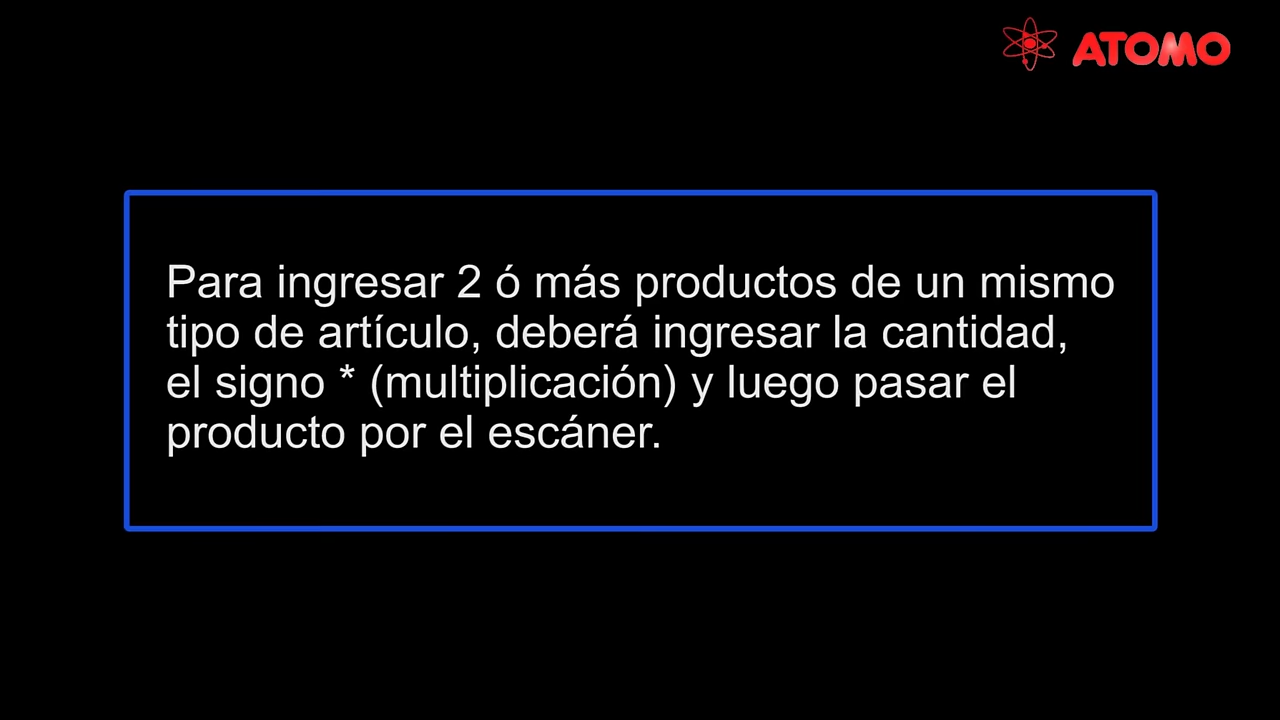 ATOMO
Para ingresar 2 ó más productos de un mismo
tipo de artículo, deberá ingresar la cantidad,
el signo * (multiplicación) y luego pasar el
producto por el escáner.